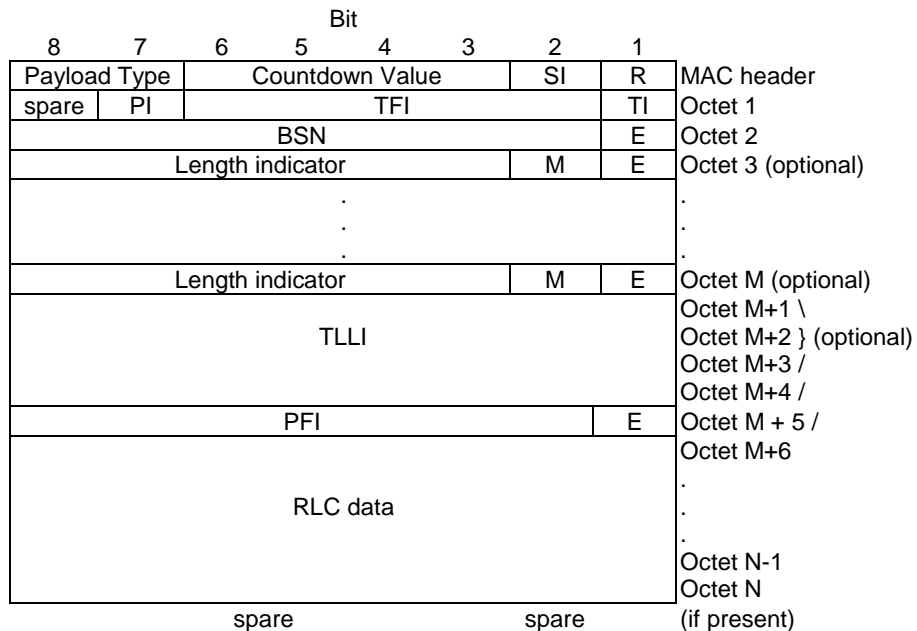 Bit
8 7 6 5 4 3 2 1
Payload Type Countdown Value SI R MAC header
spare PI TFI TI Octet 1
BSN E Octet 2
Length indicator M E Octet 3 (optional)
. .
. .
. .
Length indicator M E Octet M (optional)
Octet M+1 \
TLLI Octet M+2 } (optional)
Octet M+3 /
Octet M+4 /
PFI E Octet M + 5 /
Octet M+6
.
RLC data .
.
Octet N-1
Octet N
spare spare (if present)